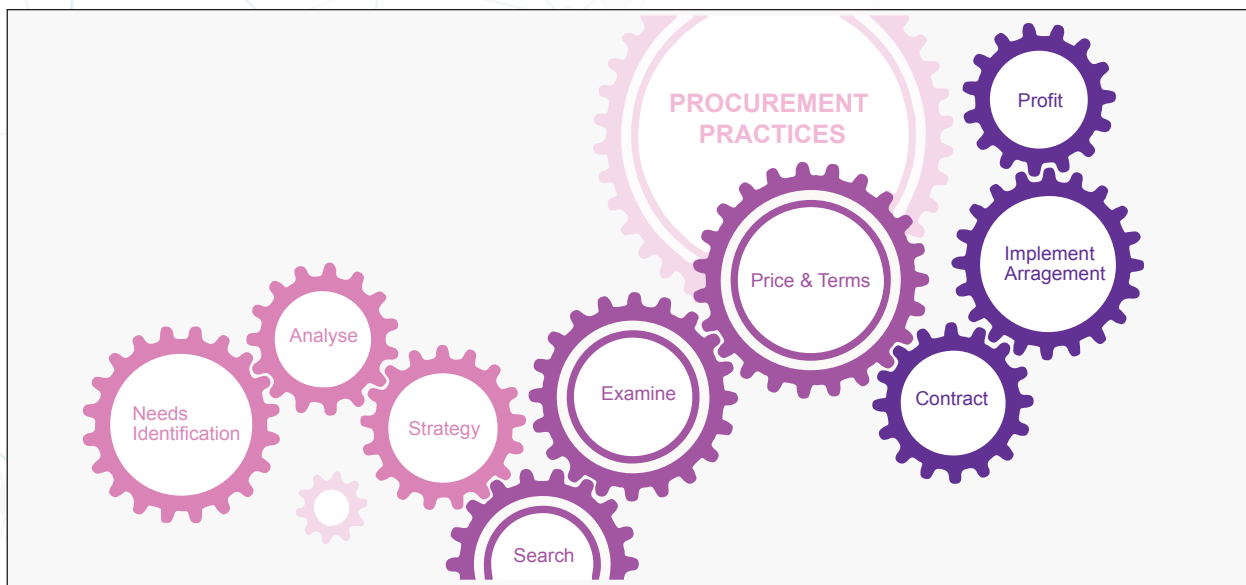 PROCUREMENT
PRACTICES
Profit
Implement
Arragement
Price & Terms
Analyse
Examine
Contract
Needs
Identification
Strategy
Search